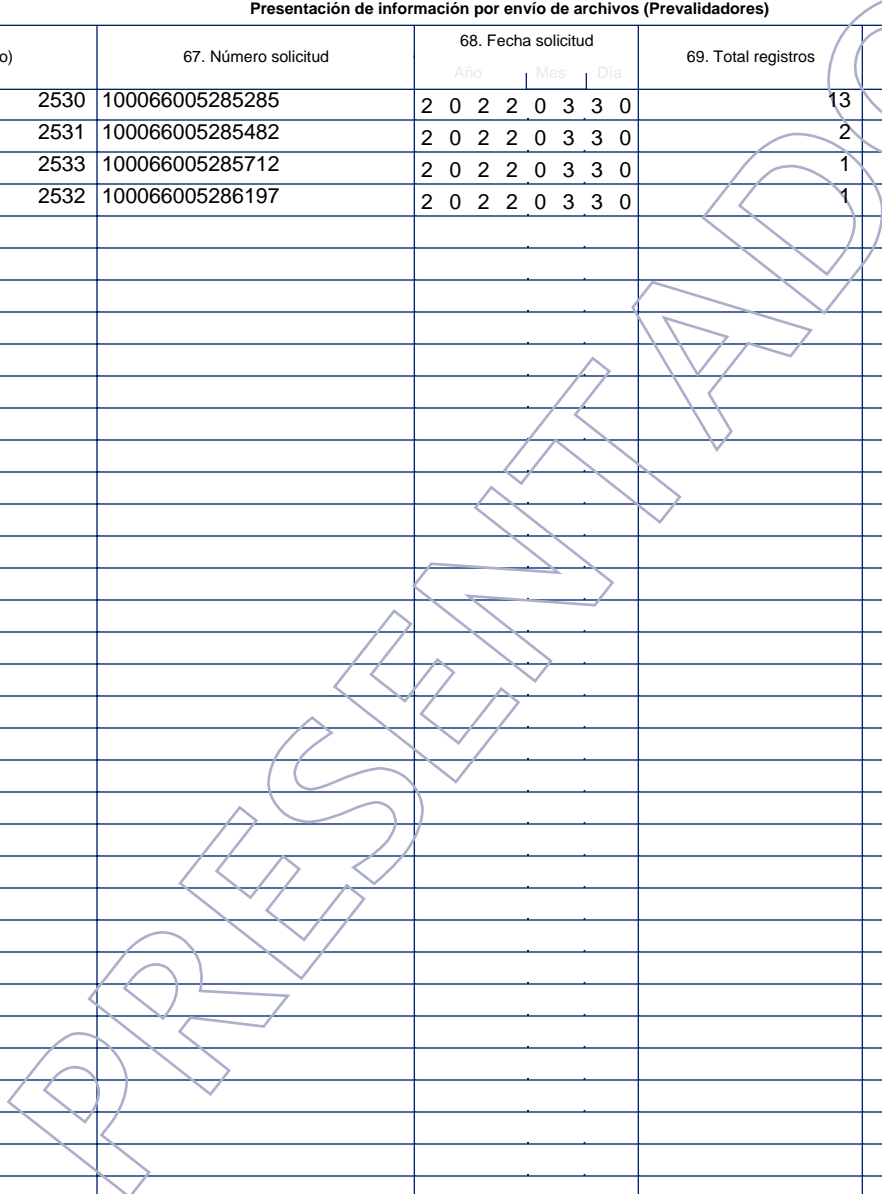 Presentación de información por envío de archivos (Prevalidadores)
o) 67. Número solicitud 68. Fecha solicitud 69. Total registros
Año Mes Día
2530 100066005285285 2 0 2 2 0 3 3 0 13
2531 100066005285482 2 0 2 2 0 3 3 0 2
2533 100066005285712 2 0 2 2 0 3 3 0 1
2532 100066005286197 2 0 2 2 0 3 3 0 1
PRESENTADO